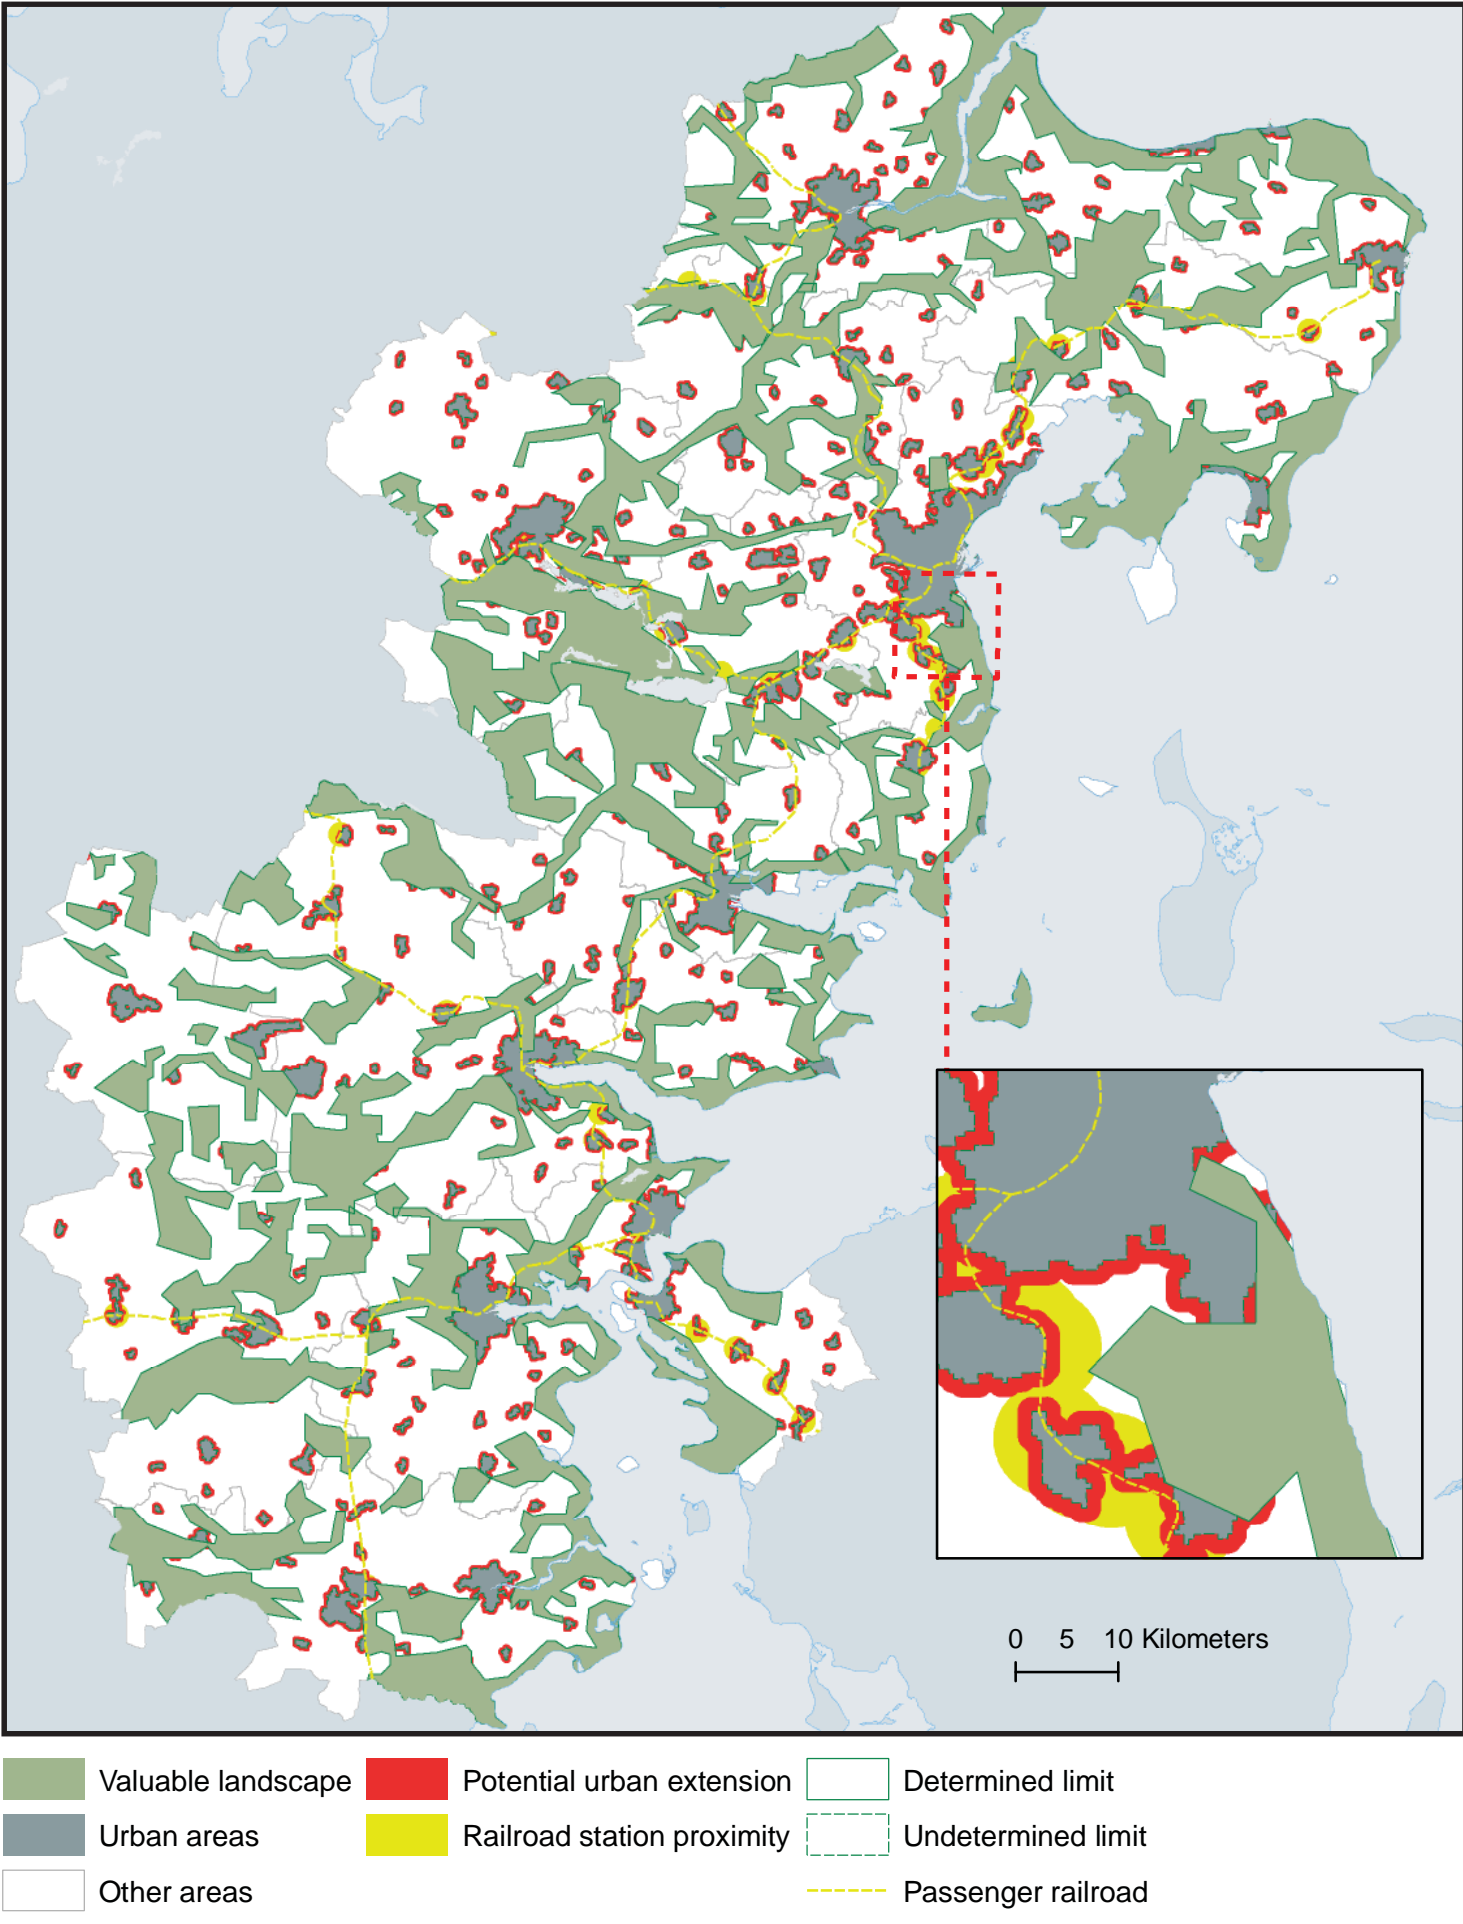 0 5 10 Kilometers
Valuable landscape Potential urban extension Determined limit
Urban areas Railroad station proximity Undetermined limit
Other areas Passenger railroad